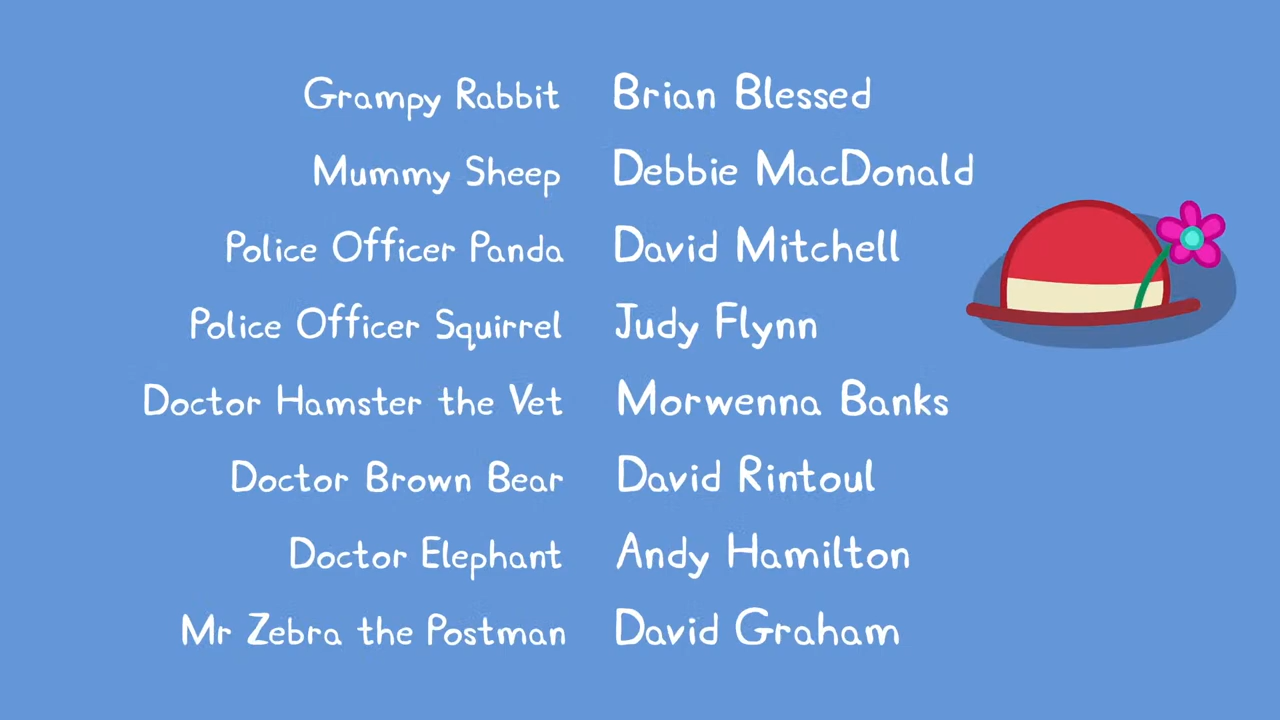 Grampy Rabbit Brian Blessed
Mummy Sheep Debbie MacDonald
Police Officer Panda David Mitchell
Police Officer Squirrel Judy Flynn
Doctor Hamster the Vet Morwenna Banks
Doctor Brown Bear David Rintoul
Doctor Elephant Andy Hamilton
Mr Zebra the Postman David Graham